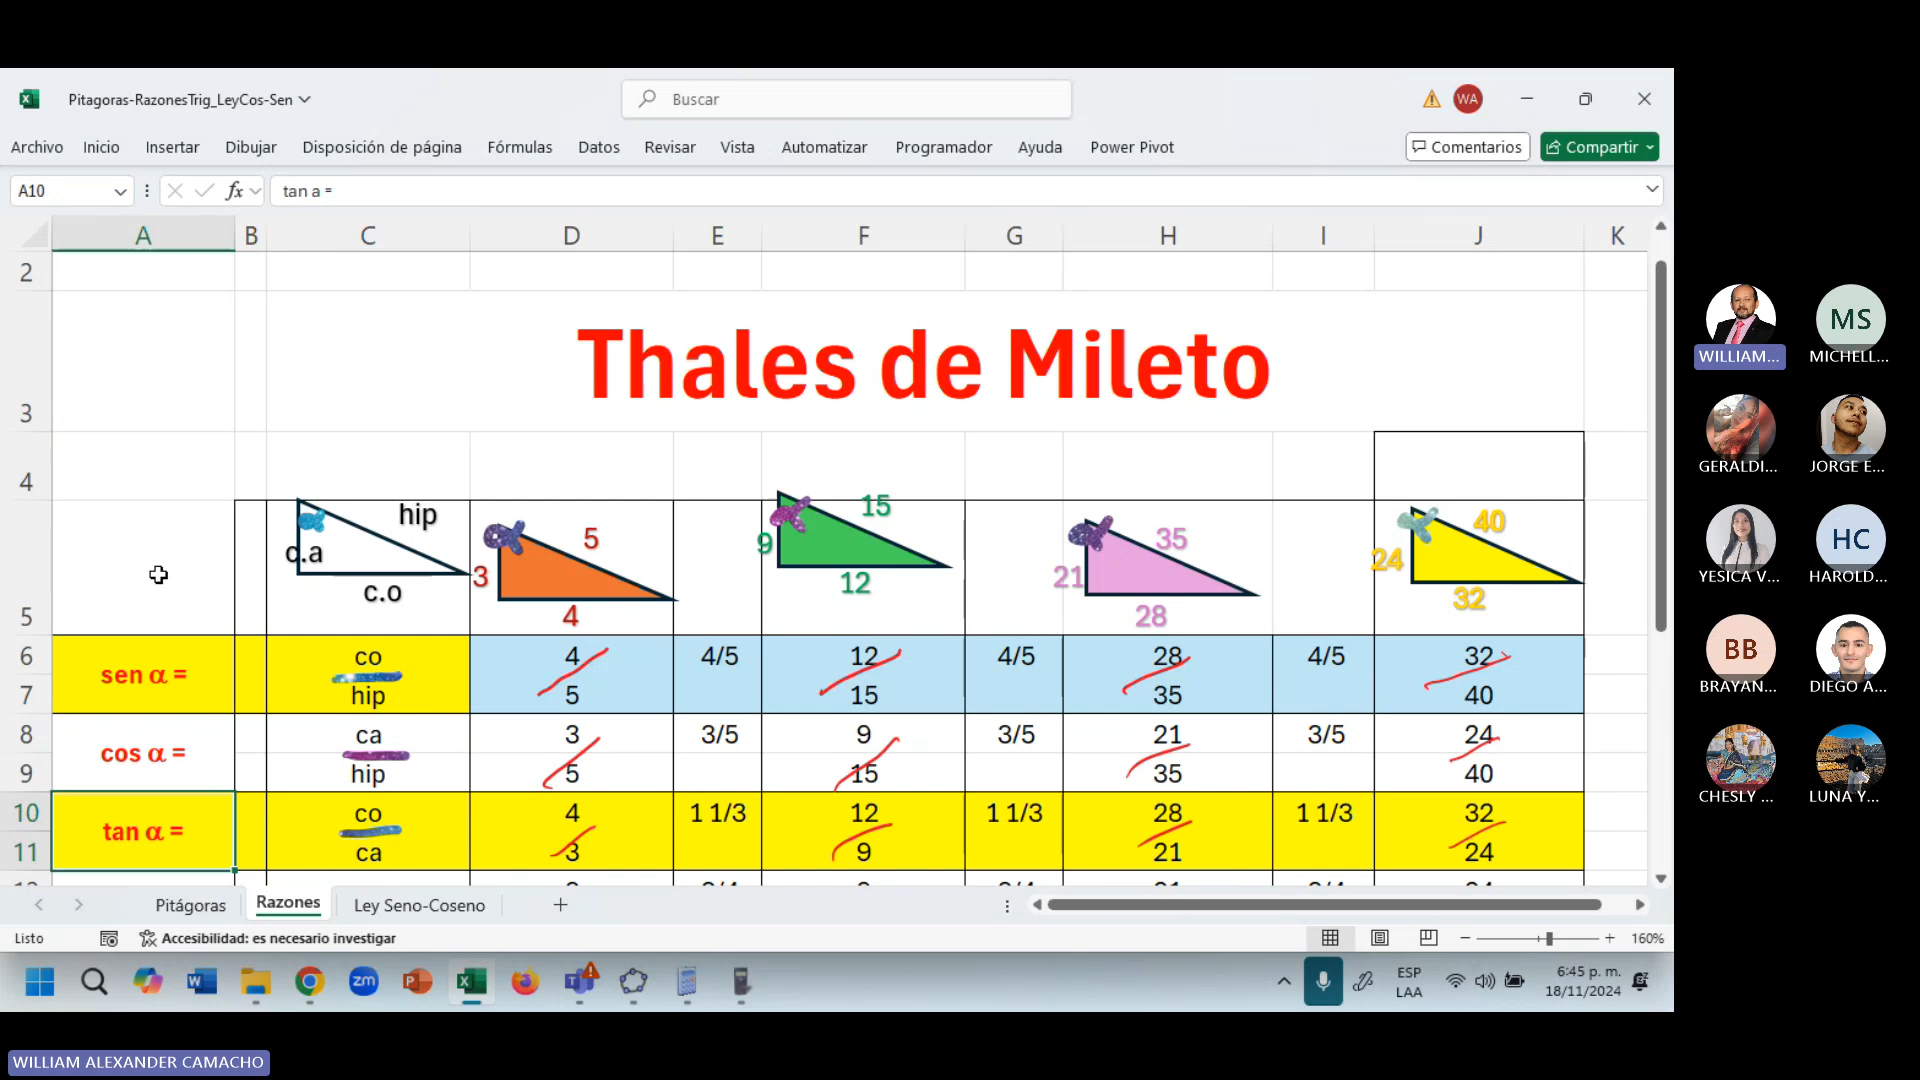 Pitagoras-RazonesTrig_LeyCos-Sen
Buscar
WA
Archivo Inicio Insertar Dibujar Disposición de página Fórmulas Datos Revisar Vista Automatizar Programador Ayuda Power Pivot Comentarios Compartir
A10 fx tan a =
A B C D E F G H I J K
2
3 Thales de Mileto
4
5
hip c.a c.o
5 3 4
15 9 12
35 21 28
40 24 32
6 sen α = co 4 4/5 12 4/5 28 4/5 32
7 hip 5 15 35 40
8 cos α = ca 3 3/5 9 3/5 21 3/5 24
9 hip 5 15 35 40
10 tan α = co 4 1 1/3 12 1 1/3 28 1 1/3 32
11 ca 3 9 21 24
Pitágoras Razones Ley Seno-Coseno
Listo Accesibilidad: es necesario investigar 160%
zm
ESP
LAA
6:45 p. m.
18/11/2024
WILLIAM... MS MICHELL...
GERALDI... JORGE E...
YESICA V... HC HAROLD...
BB BRAYAN... DIEGO A...
CHESLY ... LUNA Y...
WILLIAM ALEXANDER CAMACHO